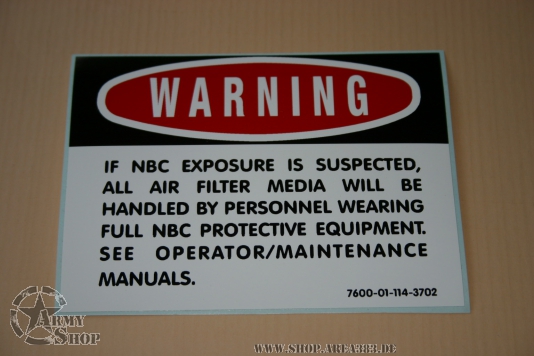 WARNING
IF NBC EXPOSURE IS SUSPECTED,
ALL AIR FILTER MEDIA WILL BE
HANDLED BY PERSONNEL WEARING
FULL NBC PROTECTIVE EQUIPMENT.
SEE OPERATOR/MAINTENANCE
MANUALS.
7600-01-114-3702
ARMY
SHOP